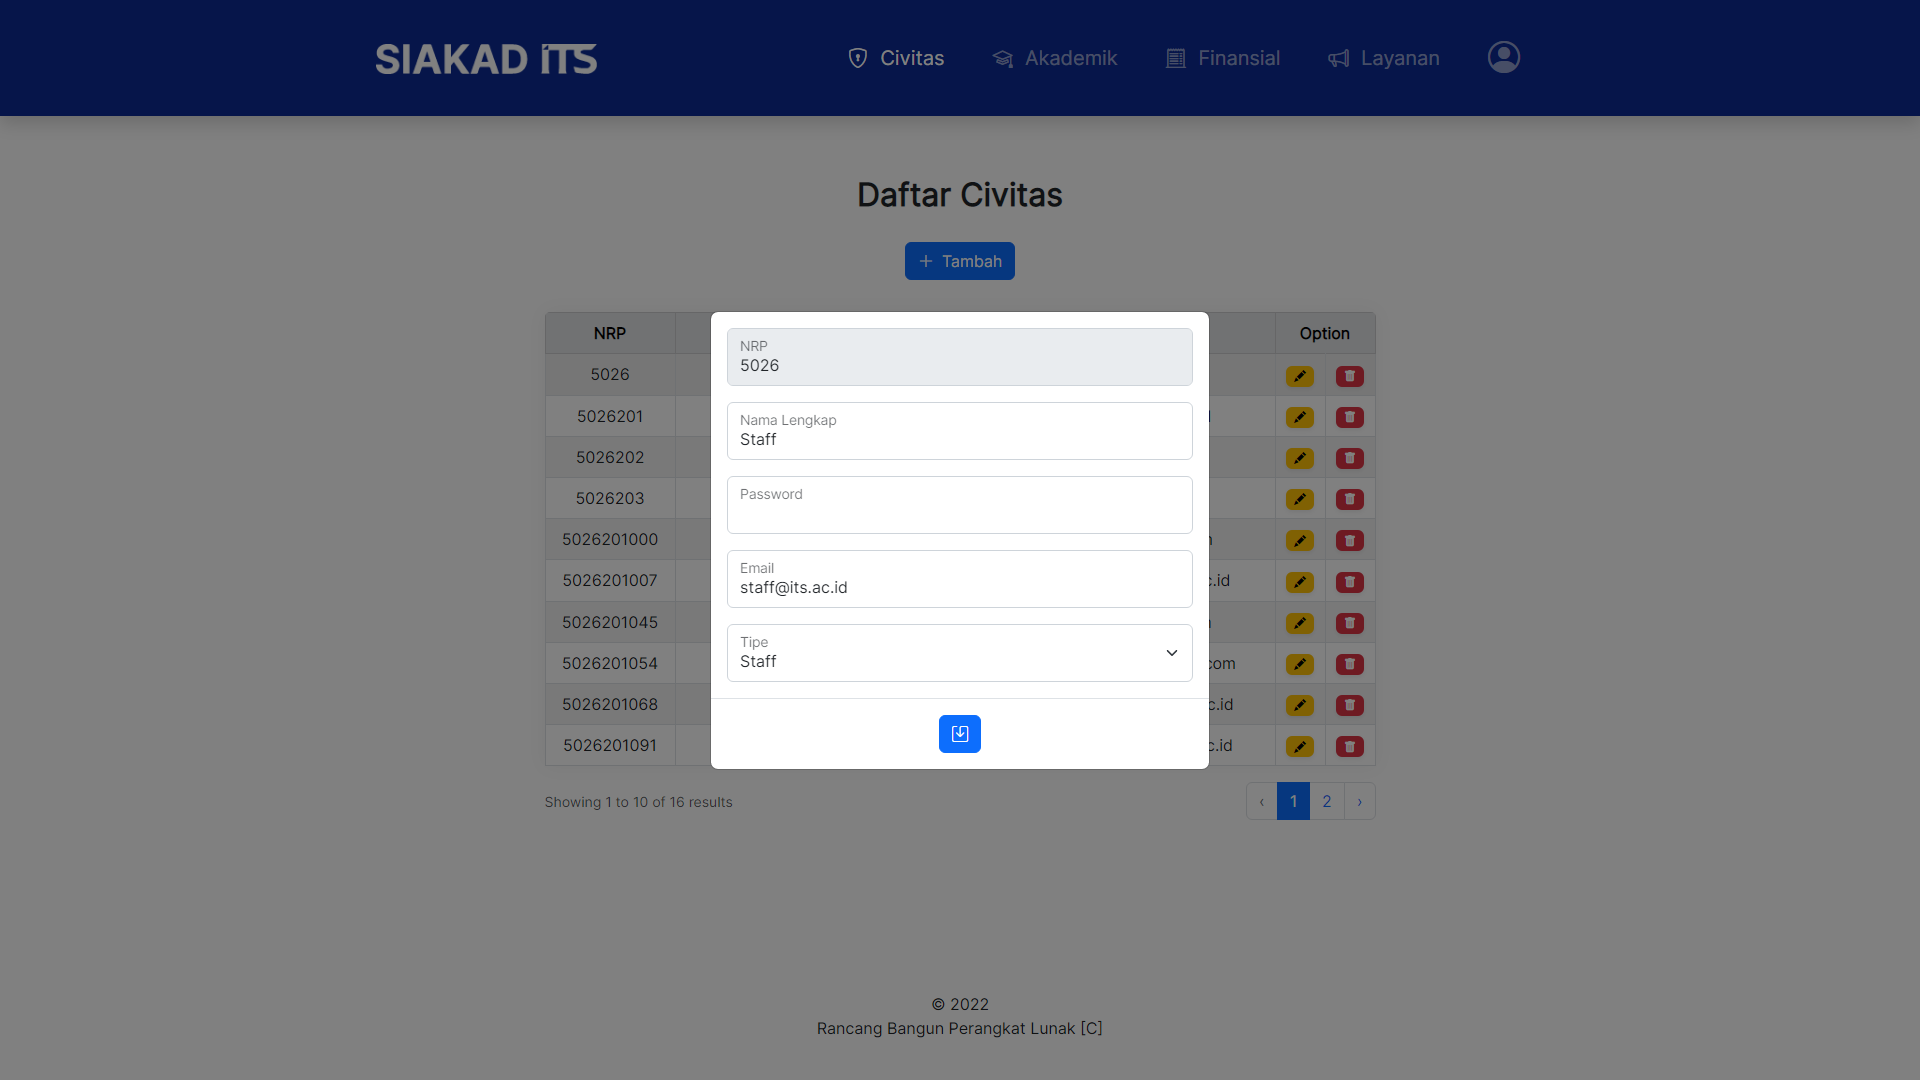 SIAKAD ITS
Civitas
Akademik
Finansial
Layanan
Daftar Civitas
Tambah
NRP
Option
5026
5026201
5026202
5026203
5026201000
5026201007
c.id
5026201045
5026201054
com
5026201068
c.id
5026201091
c.id
NRP
5026
Nama Lengkap
Staff
Password
Email
staff@its.ac.id
Tipe
Staff
Showing 1 to 10 of 16 results
‹ 1 2 ›
© 2022
Rancang Bangun Perangkat Lunak [C]